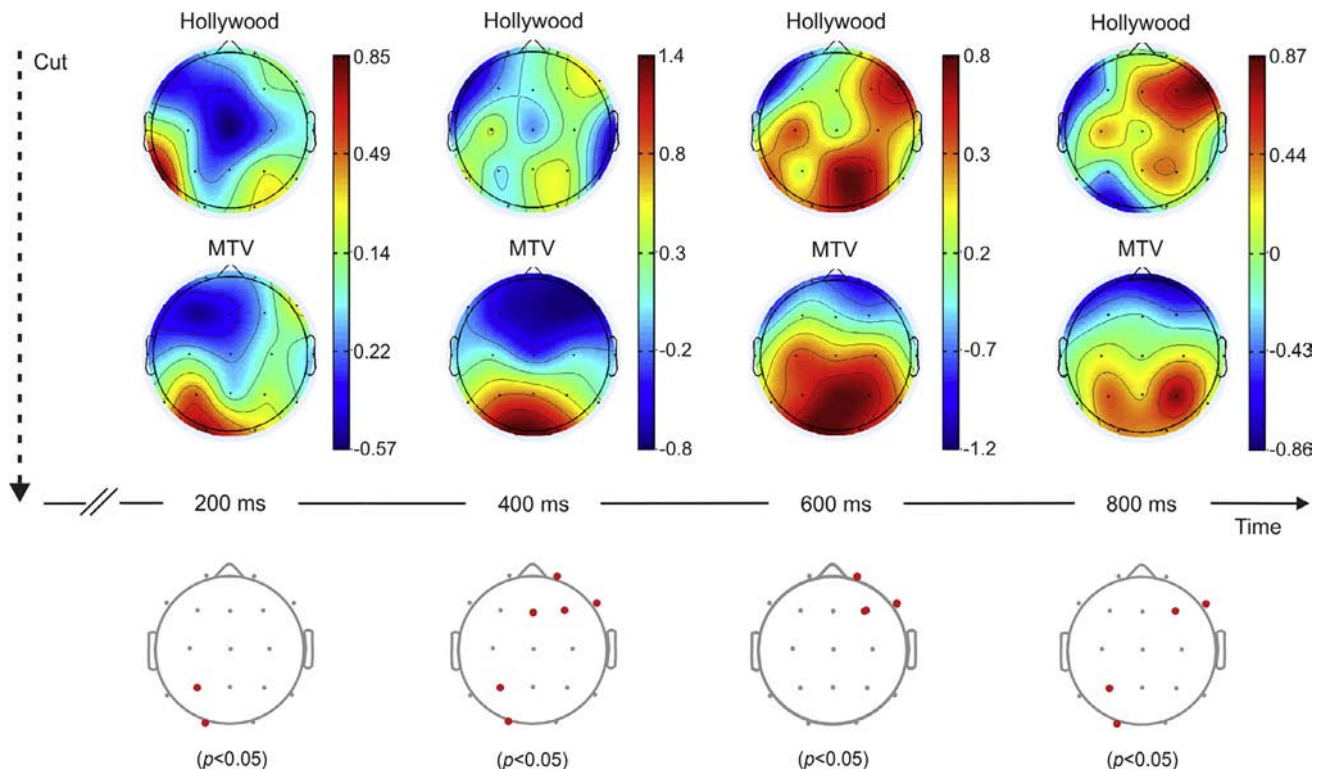 Hollywood
Hollywood
Hollywood
Hollywood
Cut
0.85
0.49
0.14
0.22
-0.57
1.4
0.8
0.3
-0.2
-0.8
0.8
0.3
0.2
-0.7
-1.2
0.87
0.44
0
-0.43
-0.86
MTV
MTV
MTV
MTV
200 ms
400 ms
600 ms
800 ms
Time
(p<0.05)
(p<0.05)
(p<0.05)
(p<0.05)